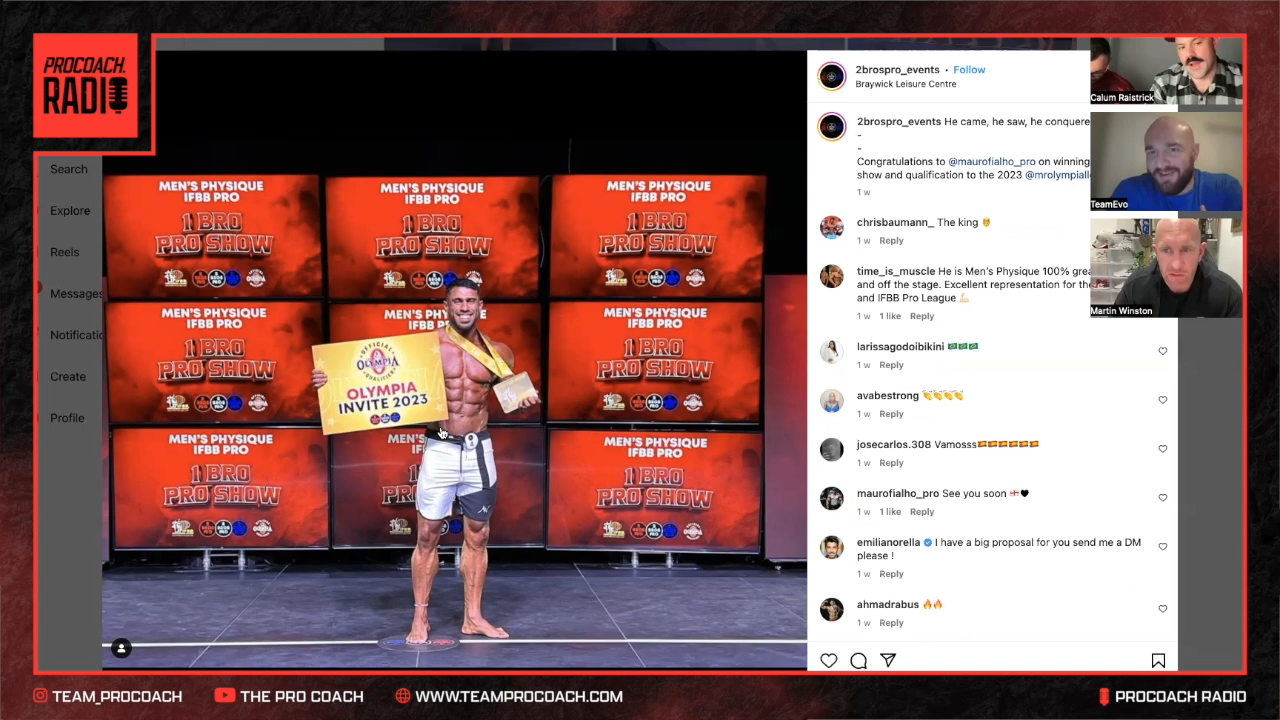 PROCOACH.
RADIO
Search
Explore
Reels
Messages
Notificatio
Create
Profile
MEN'S PHYSIQUE
IFBB PRO
1 BRO
PRO SHOW
MEN'S PHYSIQUE
IFBB PRO
1 BRO
PRO SHOW
MEN'S PHYSIQUE
IFBB PRO
1 BRO
PRO SHOW
MEN'S PHYSIQUE
IFBB PRO
1 BRO
PRO SHOW
MEN'S PHY
IFBB
MEN'S PHYSIQUE
IFBB PRO
1 BRO
PRO SHOW
OFFICIAL
OLYMPIA
QUALIFIER
OLYMPIA
INVITE 2023
MEN'S PHYSIQUE
IFBB PRO
1 BRO
PRO SHOW
MEN'S
MEN'S PHYSIQUE
IFBB PRO
1 BRO
PRO SHOW
2brospro_events • Follow
Braywick Leisure Centre
2brospro_events He came, he saw, he conquere
-
-
Congratulations to @maurofialho_pro on winning
show and qualification to the 2023 @mrolympiall
1 w
chrisbaumann_ The king
1 w Reply
time_is_muscle He is Men's Physique 100% grea
and off the stage. Excellent representation for the
and IFBB Pro League
1 w 1 like Reply
larissagodoibikini
1 w Reply
avabestrong
1 w Reply
josecarlos.308 Vamosss
1 w Reply
maurofialho_pro See you soon
1 w 1 like Reply
emilianorella I have a big proposal for you send me a DM
please !
1 w Reply
ahmadrabus
1 w Reply
Calum Raistrick
TeamEvo
Martin Winston
TEAM_PROCOACH
THE PRO COACH
WWW.TEAMPROCOACH.COM
PROCOACH RADIO